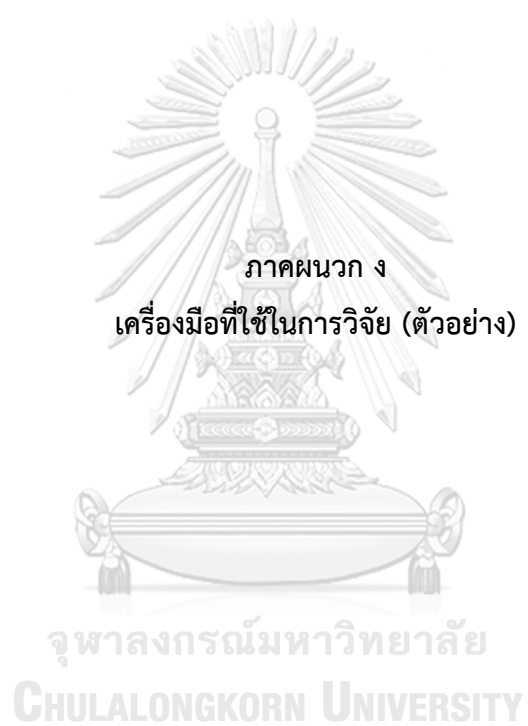 ภาคผนวก ง
เครื่องมือที่ใช้ในการวิจัย (ตัวอย่าง)
จุฬาลงกรณ์มหาวิทยาลัย
CHULALONGKORN UNIVERSITY